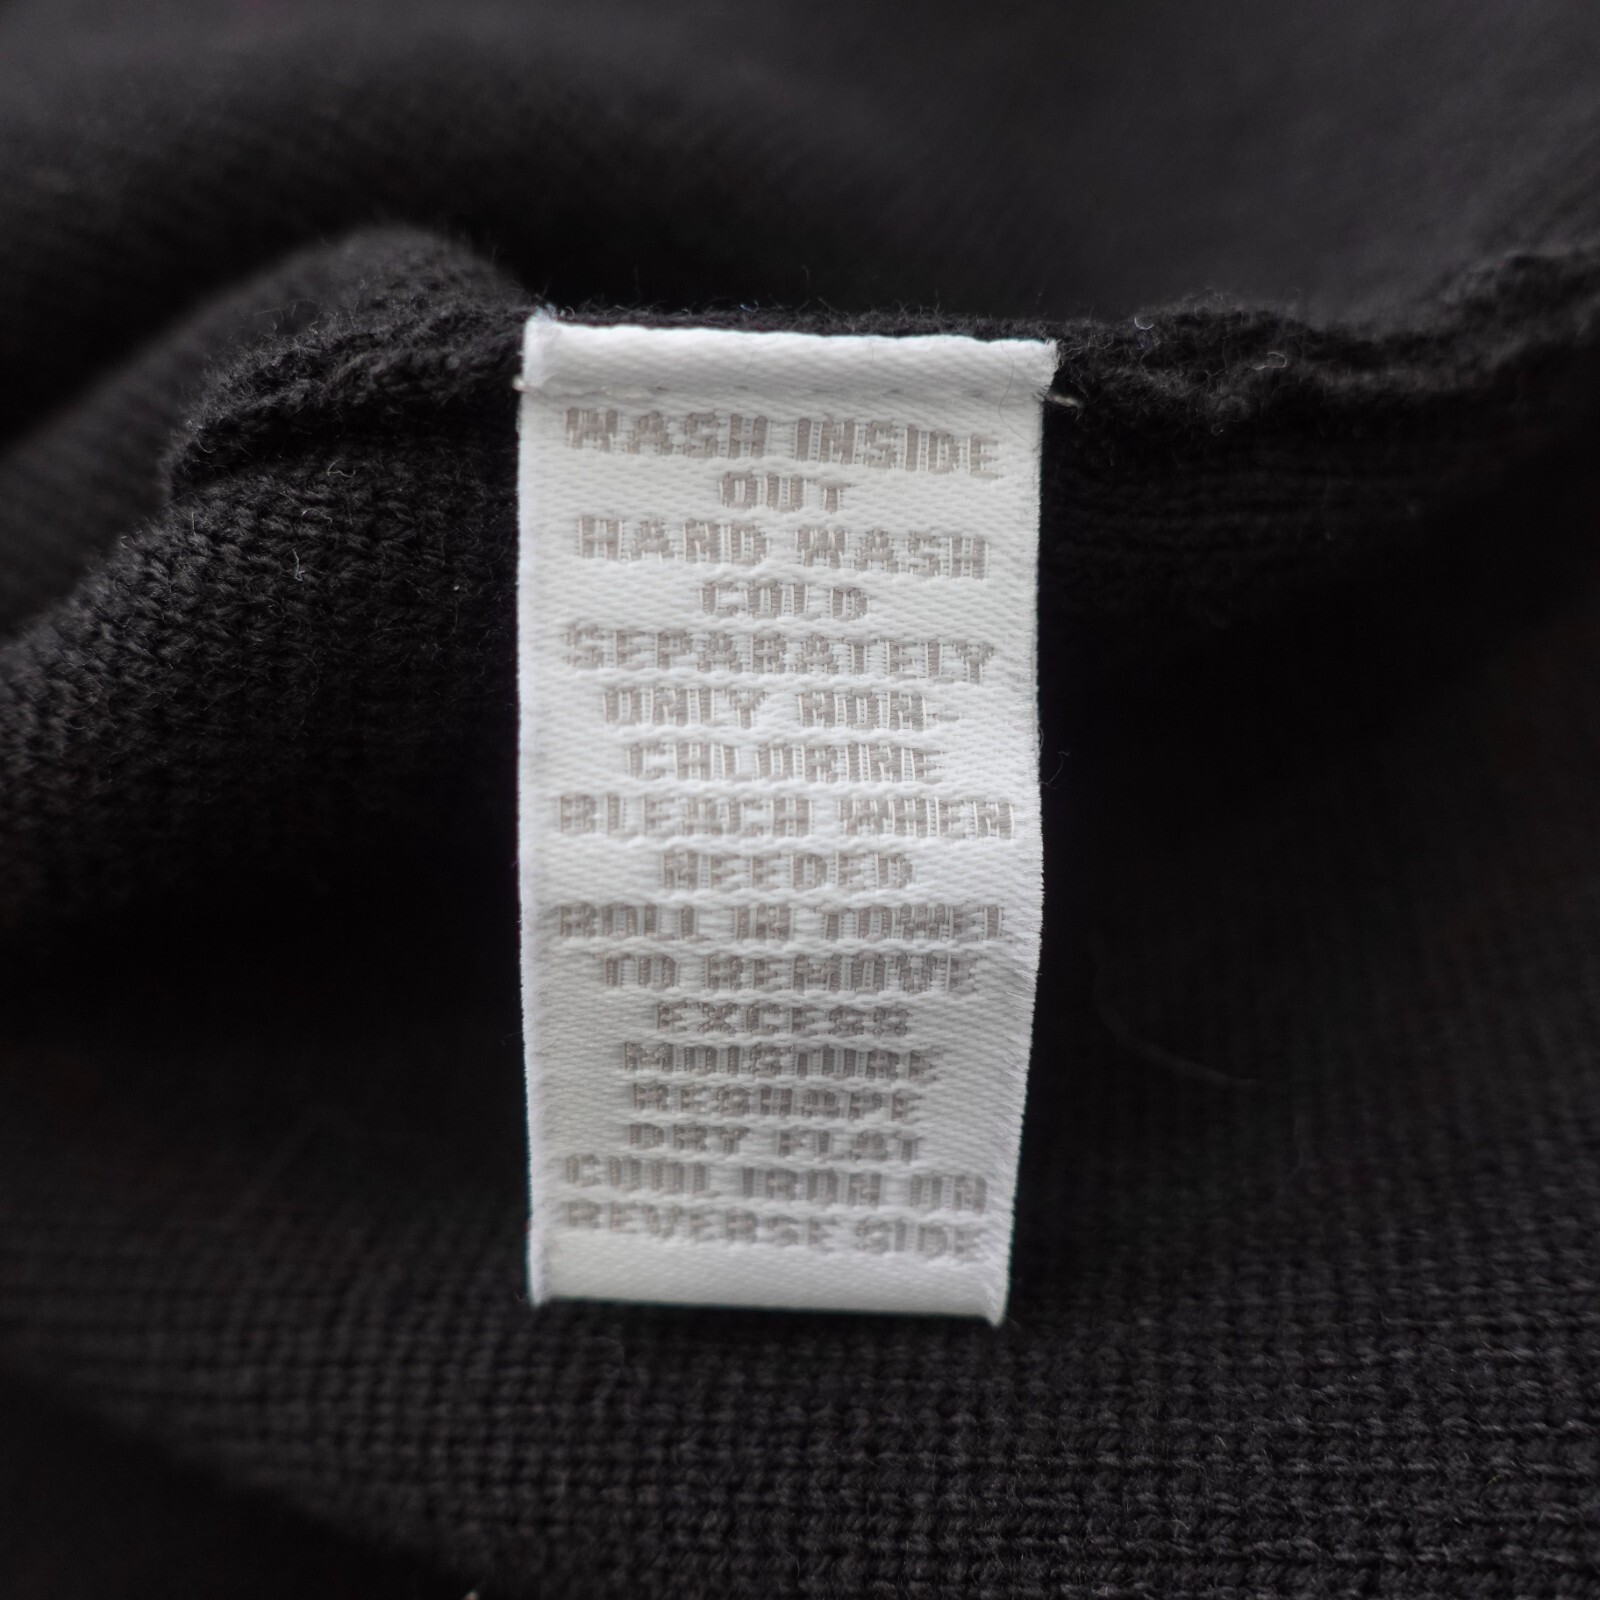 WASH INSIDE
OUT
HAND WASH
COLD
SEPARATELY
ONLY NON-
CHLORINE
BLEACH WHEN
NEEDED
ROLL IN TOWEL
TO REMOVE
EXCESS
MOISTURE
RESHAPE
DRY FLAT
COOL IRON ON
REVERSE SIDE